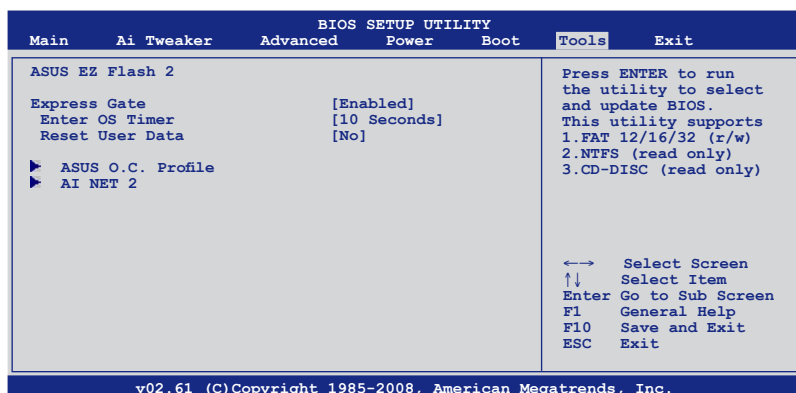 BIOS SETUP UTILITY
Main Ai Tweaker Advanced Power Boot Tools Exit
ASUS EZ Flash 2
Express Gate [Enabled]
Enter OS Timer [10 Seconds]
Reset User Data [No]
ASUS O.C. Profile
AI NET 2
Press ENTER to run
the utility to select
and update BIOS.
This utility supports
1.FAT 12/16/32 (r/w)
2.NTFS (read only)
3.CD-DISC (read only)
←→ Select Screen
↑↓ Select Item
Enter Go to Sub Screen
F1 General Help
F10 Save and Exit
ESC Exit
v02.61 (C)Copyright 1985-2008, American Megatrends, Inc.